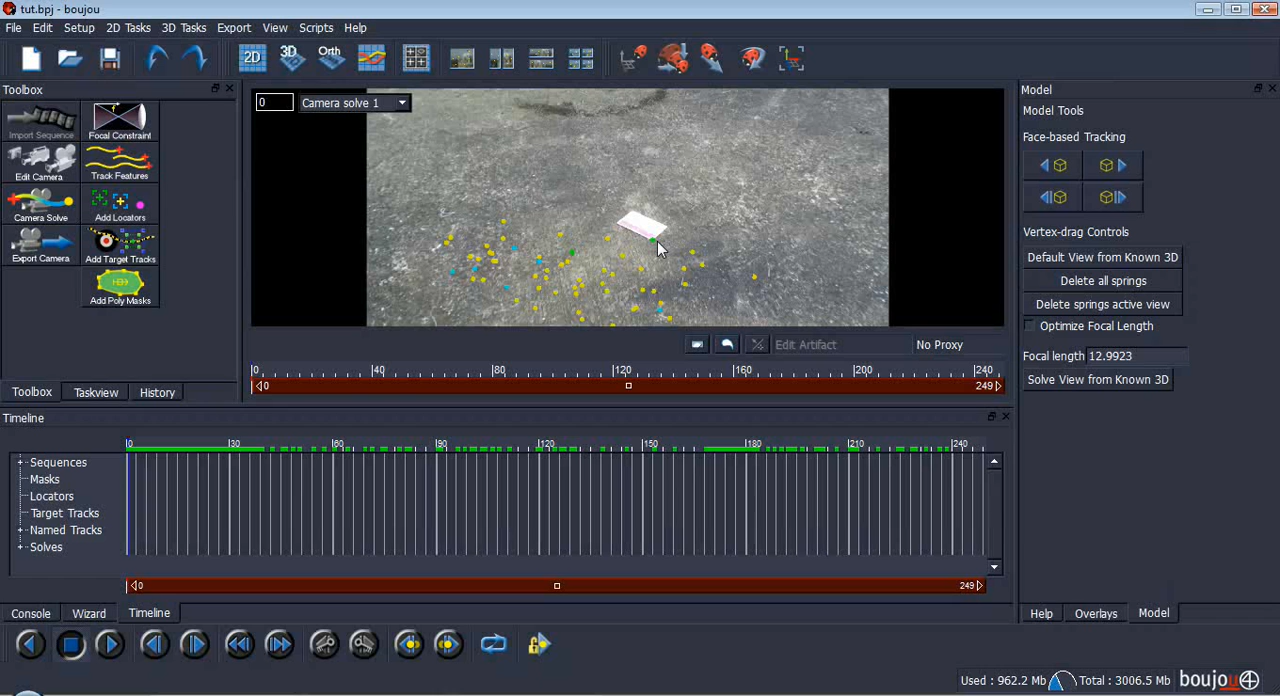 tut.bpj - boujou
File Edit Setup 2D Tasks 3D Tasks Export View Scripts Help
2D 3D Orth
Toolbox
Import Sequence Focal Constraint
Edit Camera Track Features
Camera Solve Add Locators
Export Camera Add Target Tracks
Add Poly Masks
Toolbox Taskview History
0 Camera solve 1
Edit Artifact No Proxy
0 40 80 120 160 200 240
0 249
Model
Model Tools
Face-based Tracking
Vertex-drag Controls
Default View from Known 3D
Delete all springs
Delete springs active view
Optimize Focal Length
Focal length 12.9923
Solve View from Known 3D
Timeline
0 30 60 90 120 150 180 210 240
Sequences
Masks
Locators
Target Tracks
Named Tracks
Solves
0 249
Console Wizard Timeline
Help Overlays Model
Used : 962.2 Mb Total : 3006.5 Mb boujou4